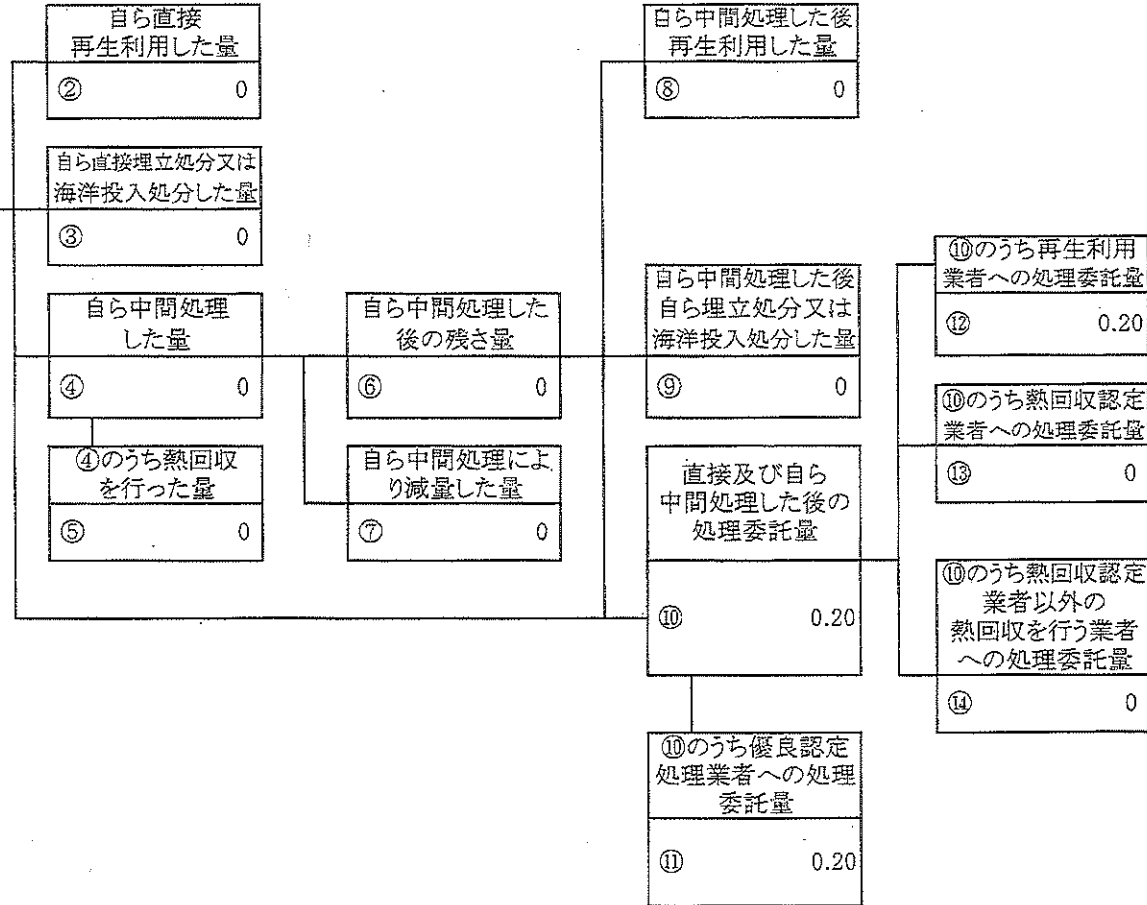 自ら直接
再生利用した量
② 0
自ら直接埋立処分又は
海洋投入処分した量
③ 0
自ら中間処理
した量
④ 0
④のうち熱回収
を行った量
⑤ 0
自ら中間処理した
後の残さ量
⑥ 0
自ら中間処理によ
り減量した量
⑦ 0
自ら中間処理した後
再生利用した量
⑧ 0
自ら中間処理した後
自ら埋立処分又は
海洋投入処分した量
⑨ 0
直接及び自ら
中間処理した後の
処理委託量
⑩ 0.20
⑩のうち優良認定
処理業者への処理
委託量
⑪ 0.20
⑩のうち再生利用
業者への処理委託量
⑫ 0.20
⑩のうち熱回収認定
業者への処理委託量
⑬ 0
⑩のうち熱回収認定
業者以外の
熱回収を行う業者
への処理委託量
⑭ 0